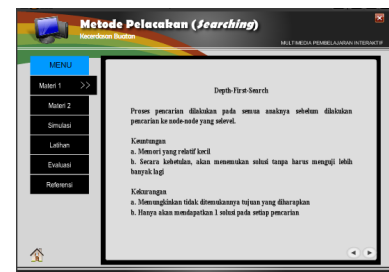 Metode Pelacakan (Searching)
Kecerdasan Buatan
MULTIMEDIA PEMBELAJARAN INTERAKTIF
MENU
Materi 1 >>
Materi 2
Simulasi
Latihan
Evaluasi
Referensi
Depth-First-Search
Proses pencarian dilakukan pada semua anaknya sebelum dilakukan
pencarian ke node-node yang selevel.
Keuntungan
a. Memori yang relatif kecil
b. Secara kebetulan, akan menemukan solusi tanpa harus menguji lebih
banyak lagi
Kekurangan
a. Memungkinkan tidak ditemukannya tujuan yang diharapkan
b. Hanya akan mendapatkan 1 solusi pada setiap pencarian